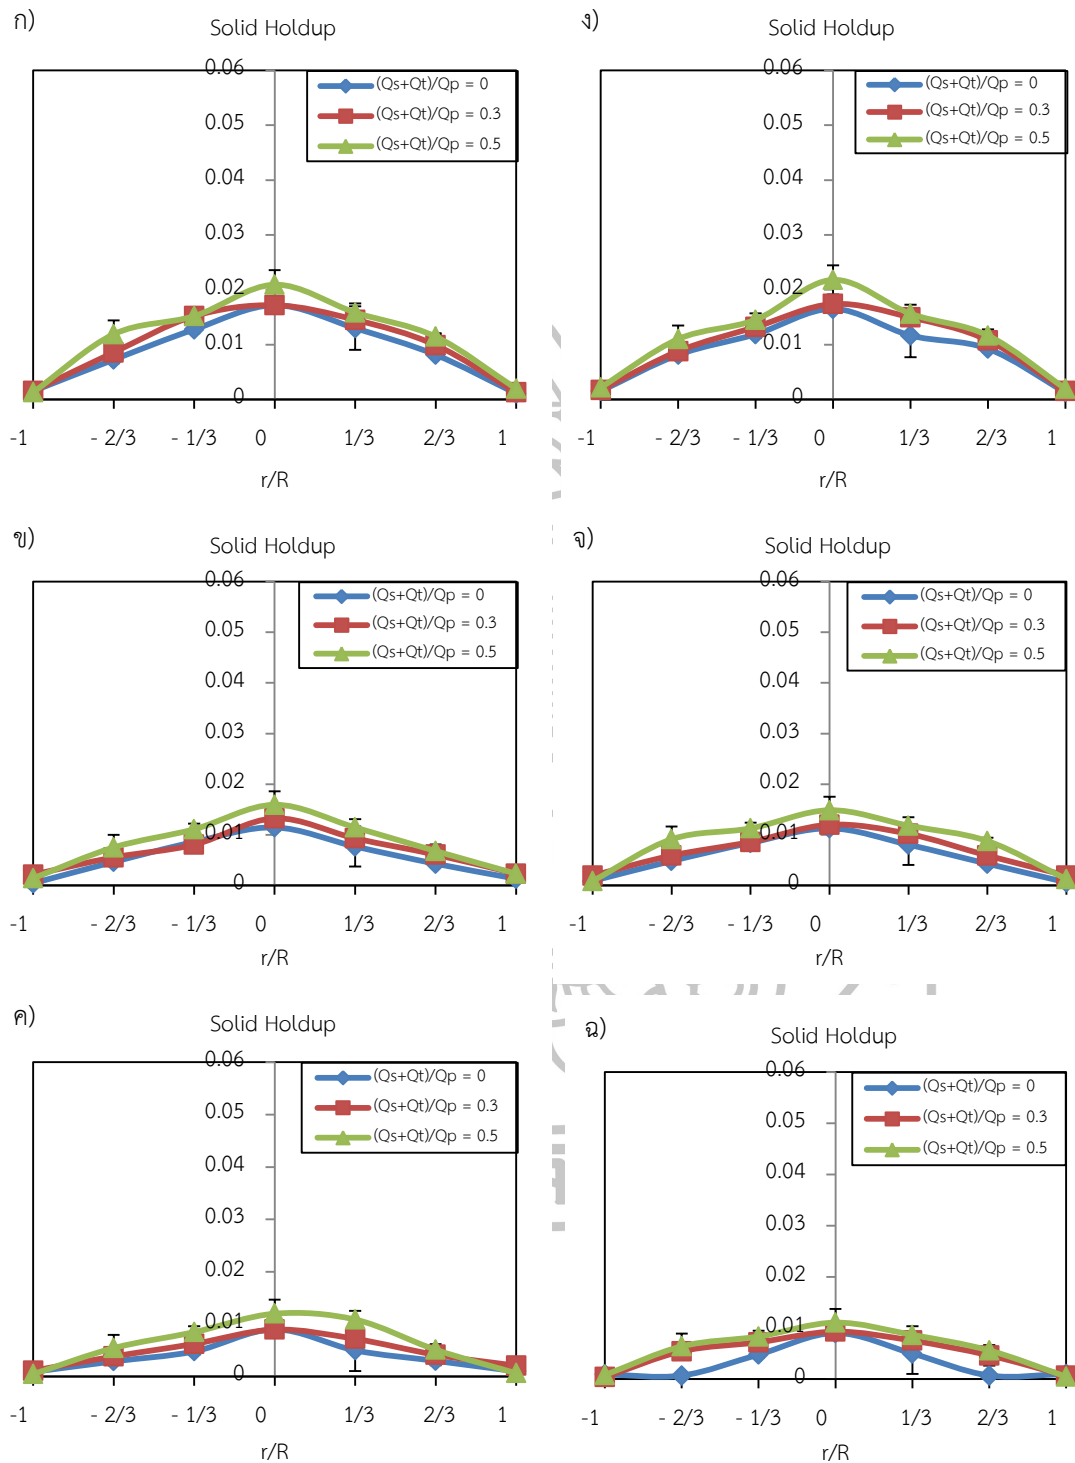 ก)
Solid Holdup
(Qs+Qt)/Qp = 0
(Qs+Qt)/Qp = 0.3
(Qs+Qt)/Qp = 0.5
0.06
0.05
0.04
0.03
0.02
0.01
0
-1 - 2/3 - 1/3 0 1/3 2/3 1
r/R
ง)
Solid Holdup
(Qs+Qt)/Qp = 0
(Qs+Qt)/Qp = 0.3
(Qs+Qt)/Qp = 0.5
0.06
0.05
0.04
0.03
0.02
0.01
0
-1 - 2/3 - 1/3 0 1/3 2/3 1
r/R
ข)
Solid Holdup
(Qs+Qt)/Qp = 0
(Qs+Qt)/Qp = 0.3
(Qs+Qt)/Qp = 0.5
0.06
0.05
0.04
0.03
0.02
0.01
0
-1 - 2/3 - 1/3 0 1/3 2/3 1
r/R
จ)
Solid Holdup
(Qs+Qt)/Qp = 0
(Qs+Qt)/Qp = 0.3
(Qs+Qt)/Qp = 0.5
0.06
0.05
0.04
0.03
0.02
0.01
0
-1 - 2/3 - 1/3 0 1/3 2/3 1
r/R
ค)
Solid Holdup
(Qs+Qt)/Qp = 0
(Qs+Qt)/Qp = 0.3
(Qs+Qt)/Qp = 0.5
0.06
0.05
0.04
0.03
0.02
0.01
0
-1 - 2/3 - 1/3 0 1/3 2/3 1
r/R
ฉ)
Solid Holdup
(Qs+Qt)/Qp = 0
(Qs+Qt)/Qp = 0.3
(Qs+Qt)/Qp = 0.5
0.06
0.05
0.04
0.03
0.02
0.01
0
-1 - 2/3 - 1/3 0 1/3 2/3 1
r/R